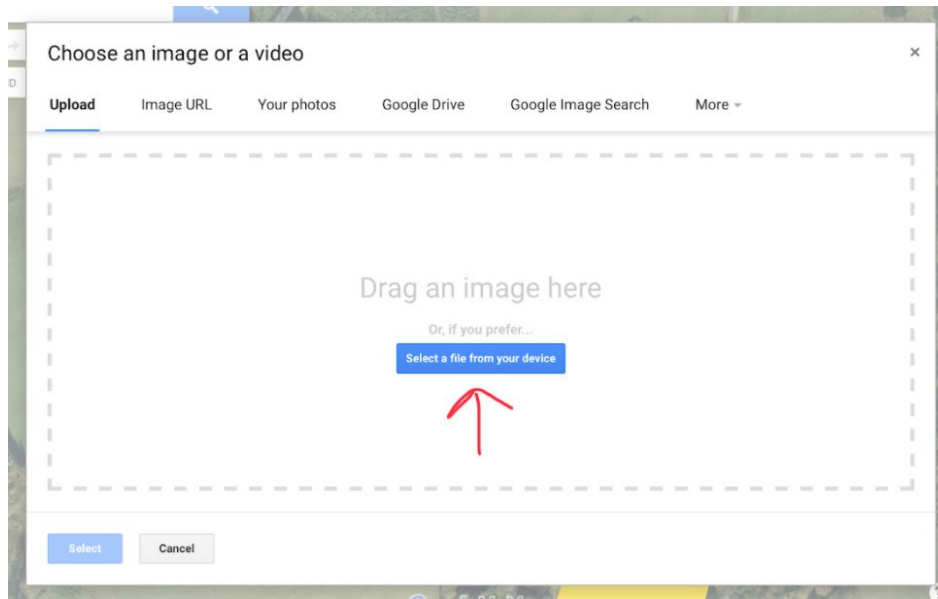 Choose an image or a video ×
Upload Image URL Your photos Google Drive Google Image Search More
Drag an image here
Or, if you prefer...
Select a file from your device
Select Cancel